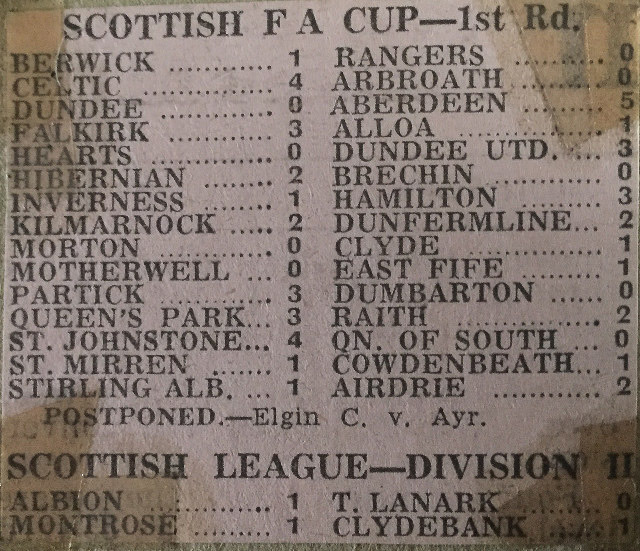 SCOTTISH F A CUP—1st Rd.
BERWICK ............ 1 RANGERS ............ 0
CELTIC ............... 4 ARBROATH ......... 0
DUNDEE ............ 0 ABERDEEN ......... 5
FALKIRK ............ 3 ALLOA ............... 1
HEARTS ............... 0 DUNDEE UTD. ... 3
HIBERNIAN ......... 2 BRECHIN ............ 0
INVERNESS ......... 1 HAMILTON ......... 3
KILMARNOCK ...... 2 DUNFERMLINE... 2
MORTON ............ 0 CLYDE ............... 1
MOTHERWELL ... 0 EAST FIFE ......... 1
PARTICK ............ 3 DUMBARTON ...... 0
QUEEN'S PARK... 3 RAITH ............... 2
ST. JOHNSTONE... 4 QN. OF SOUTH ... 0
ST. MIRREN ...... 1 COWDENBEATH... 1
STIRLING ALB. ... 1 AIRDRIE ............ 2
POSTPONED.—Elgin C. v. Ayr.
SCOTTISH LEAGUE—DIVISION II
ALBION ............ 1 T. LANARK ......... 0
MONTROSE ......... 1 CLYDEBANK ...... 1